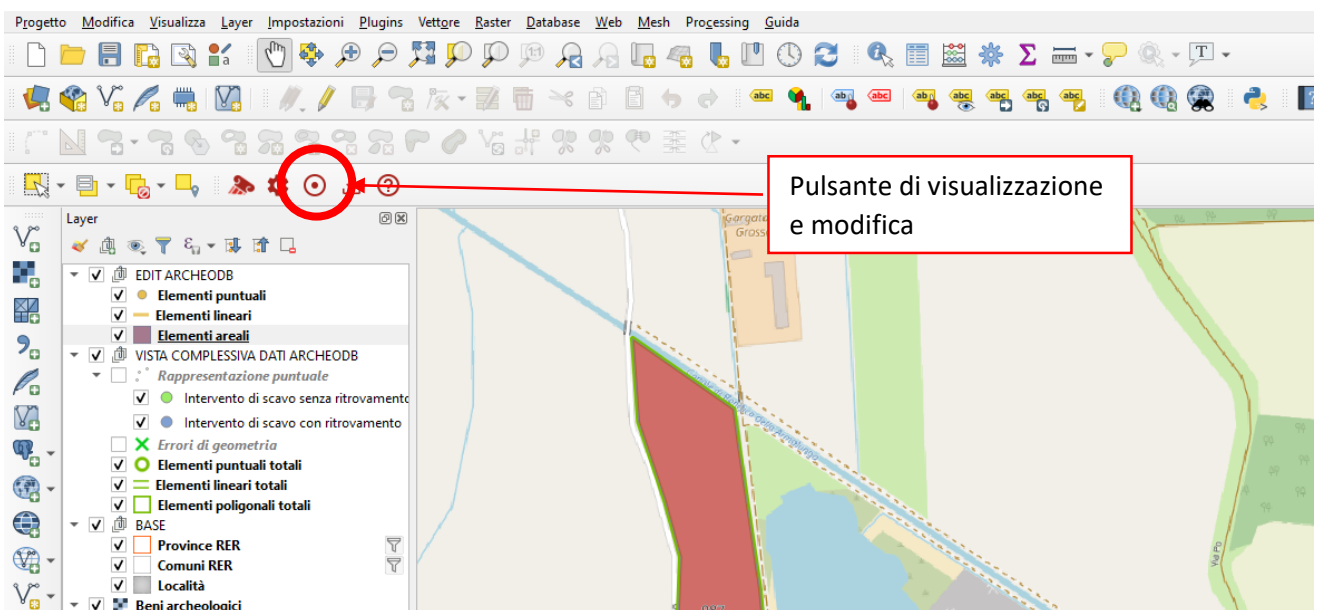 Progetto Modifica Visualizza Layer Impostazioni Plugins Vettore Raster Database Web Mesh Processing Guida
Pulsante di visualizzazione
e modifica
Layer
EDIT ARCHEODB
Elementi puntuali
Elementi lineari
Elementi areali
VISTA COMPLESSIVA DATI ARCHEODB
Rappresentazione puntuale
Intervento di scavo senza ritrovamento
Intervento di scavo con ritrovamento
Errori di geometria
Elementi puntuali totali
Elementi lineari totali
Elementi poligonali totali
BASE
Province RER
Comuni RER
Località
Beni archeologici
Via Po